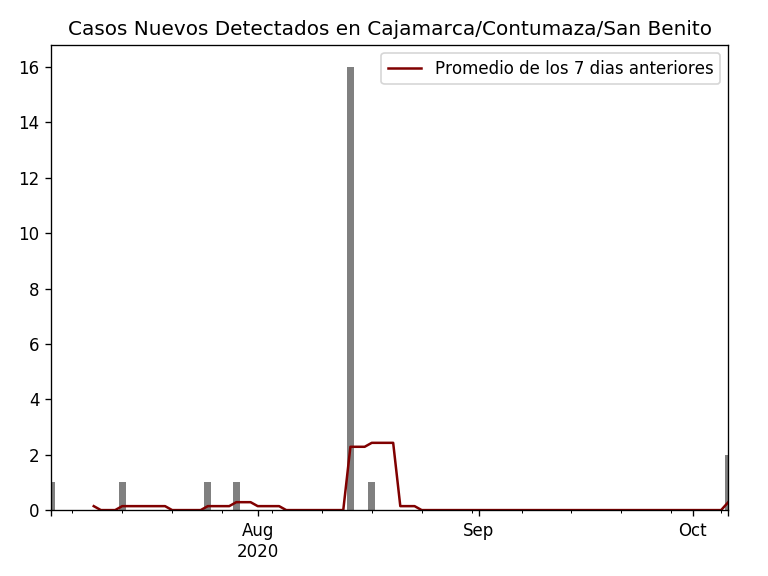 Casos Nuevos Detectados en Cajamarca/Contumaza/San Benito
Promedio de los 7 dias anteriores
16
14
12
10
8
6
4
2
0
Aug
2020
Sep
Oct